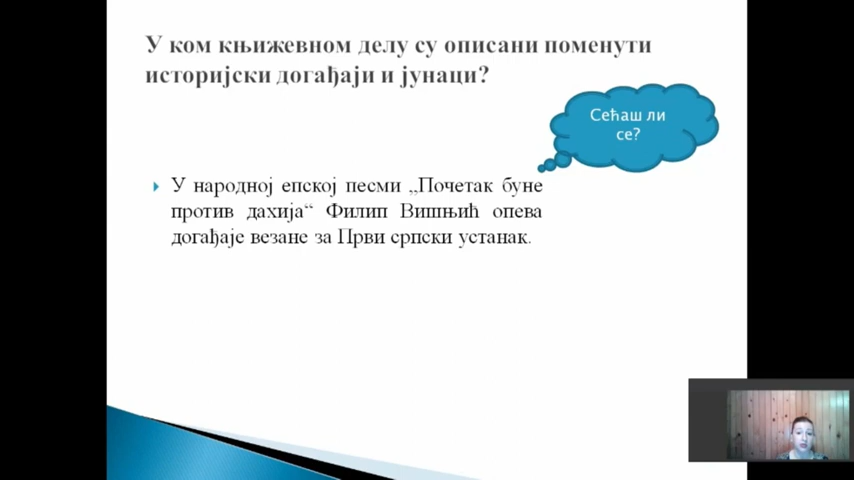 У ком књижевном делу су описани поменути
историјски догађаји и јунаци?
Сећаш ли
се?
У народној епској песми „Почетак буне
против дахија“ Филип Вишњић опева
догађаје везане за Први српски устанак.